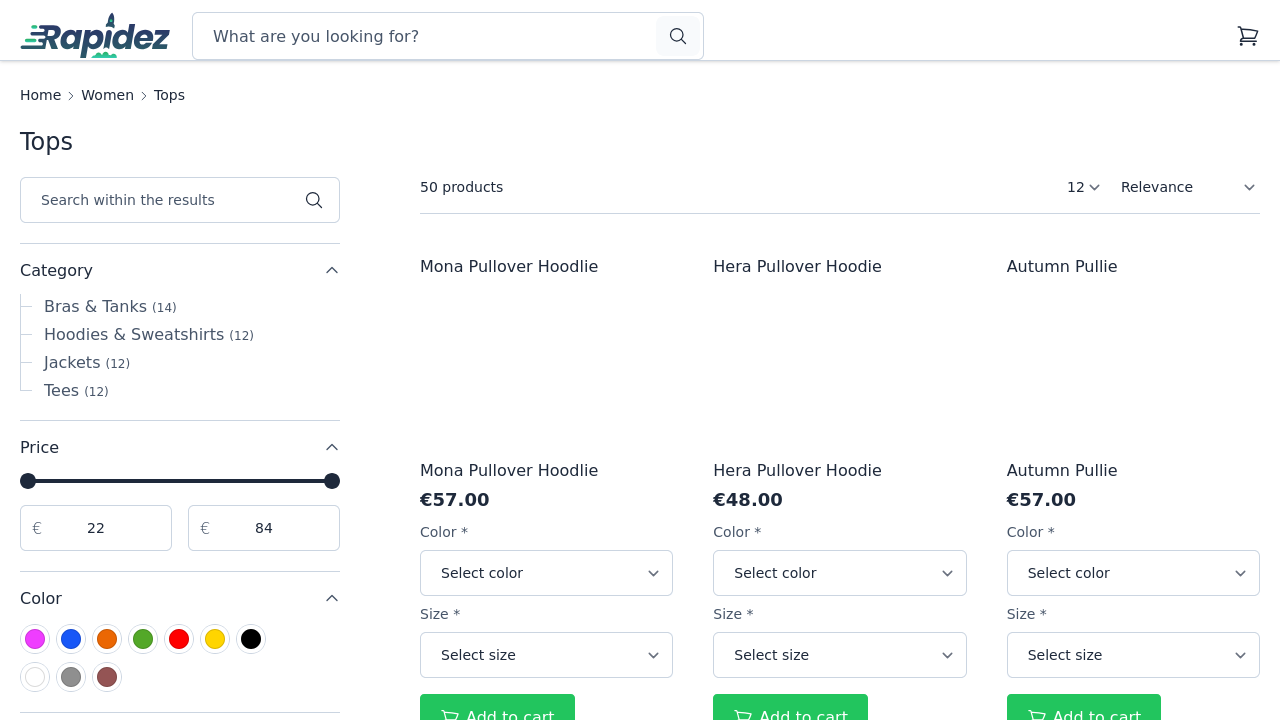 Rapidez
What are you looking for?
Home > Women > Tops
Tops
Search within the results
50 products
12
Relevance
Category
Bras & Tanks (14)
Hoodies & Sweatshirts (12)
Jackets (12)
Tees (12)
Price
€ 22
€ 84
Color
Mona Pullover Hoodlie
Hera Pullover Hoodie
Autumn Pullie
Mona Pullover Hoodlie
€57.00
Color *
Select color
Size *
Select size
Add to cart
Hera Pullover Hoodie
€48.00
Color *
Select color
Size *
Select size
Add to cart
Autumn Pullie
€57.00
Color *
Select color
Size *
Select size
Add to cart